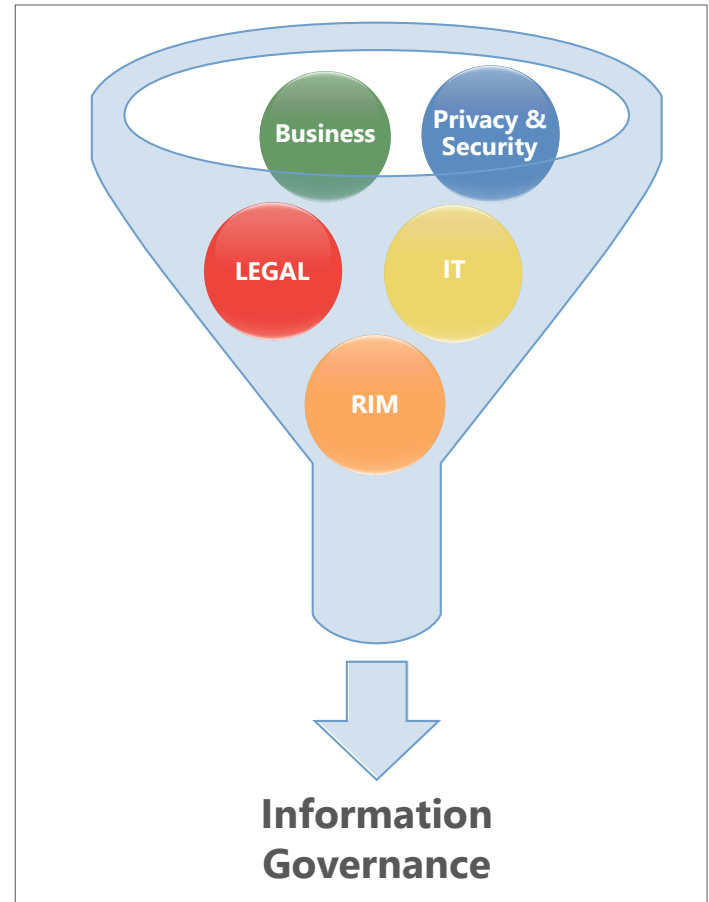 Business
Privacy &
Security
LEGAL
IT
RIM
Information
Governance